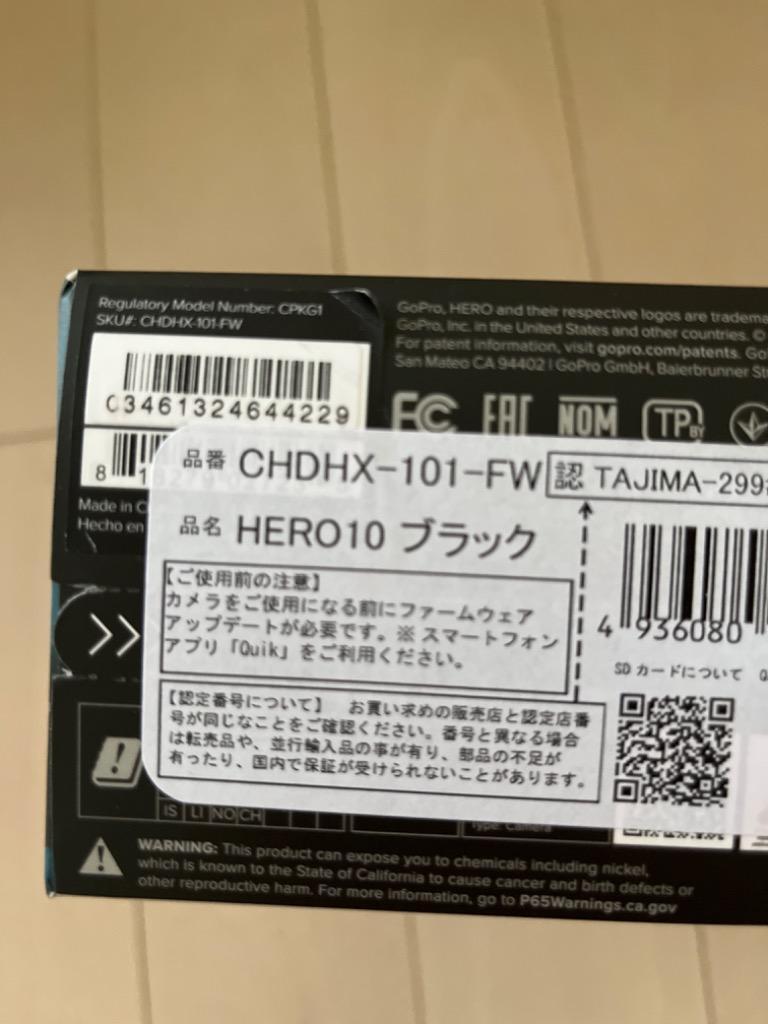 Regulatory Model Number: CPKG1
SKU#: CHDHX-101-FW
03461324644229
8
Made in C
Hecho en
GoPro, HERO and their respective logos are tradema
GoPro, Inc. in the United States and other countries. ©
For patent information, visit gopro.com/patents. Go
San Mateo CA 94402 | GoPro GmbH, Baierbrunner St
FC EAC NOM TP BY
品番 CHDHX-101-FW 認 TAJIMA-299
品名 HERO10 ブラック
【ご使用前の注意】
カメラをご使用になる前にファームウェア
アップデートが必要です。※ スマートフォン
アプリ「Quik」をご利用ください。
4 936080
SD カードについて
【認定番号について】 お買い求めの販売店と認定店番
号が同じなことをご確認ください。番号と異なる場合
は転売品や、並行輸入品の事が有り、部品の不足が
有ったり、国内で保証が受けられないことがあります。
IS LI NO CH
Type: Camera
WARNING: This product can expose you to chemicals including nickel,
which is known to the State of California to cause cancer and birth defects or
other reproductive harm. For more information, go to P65Warnings.ca.gov